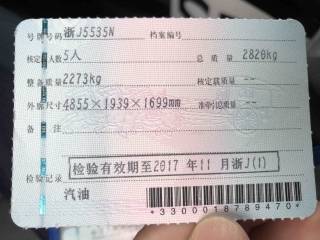 号牌号码 浙J5535N 档案编号
核定载人数 5人 总质量 2820kg
整备质量 2273kg 核定载质量 --
外廓尺寸 4855×1939×1699mm 准牵引总质量 --
备注
检验有效期至2017年11月浙J(1)
检验记录
汽油
*3300018789470*